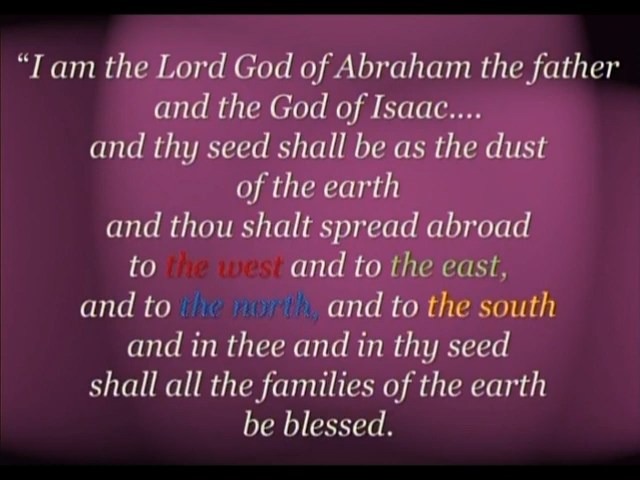 “I am the Lord God of Abraham the father
and the God of Isaac....
and thy seed shall be as the dust
of the earth
and thou shalt spread abroad
to the west and to the east,
and to the north, and to the south
and in thee and in thy seed
shall all the families of the earth
be blessed.